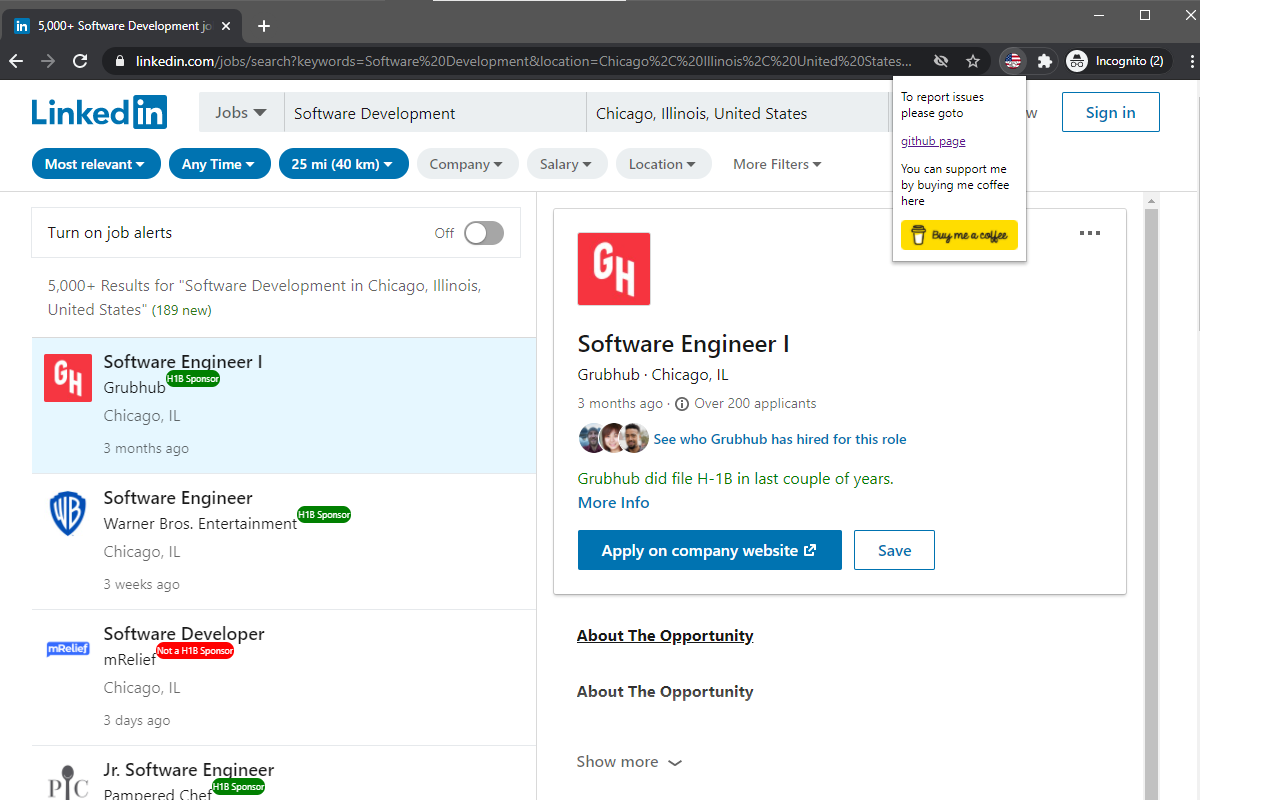 5,000+ Software Development jo
linkedin.com/jobs/search?keywords=Software%20Development&location=Chicago%2C%20Illinois%2C%20United%20States...
Incognito (2)
LinkedIn
Jobs
Software Development
Chicago, Illinois, United States
w
Sign in
Most relevant
Any Time
25 mi (40 km)
Company
Salary
Location
More Filters
To report issues
please goto
github page
You can support me
by buying me coffee
here
Buy me a coffee
Turn on job alerts
Off
5,000+ Results for "Software Development in Chicago, Illinois,
United States" (189 new)
GH
Software Engineer I
Grubhub H1B Sponsor
Chicago, IL
3 months ago
WB
Software Engineer
Warner Bros. Entertainment H1B Sponsor
Chicago, IL
3 weeks ago
mRelief
Software Developer
mRelief Not a H1B Sponsor
Chicago, IL
3 days ago
PC
Jr. Software Engineer
Pampered Chef H1B Sponsor
GH
Software Engineer I
Grubhub · Chicago, IL
3 months ago · Over 200 applicants
See who Grubhub has hired for this role
Grubhub did file H-1B in last couple of years.
More Info
Apply on company website
Save
About The Opportunity
About The Opportunity
Show more